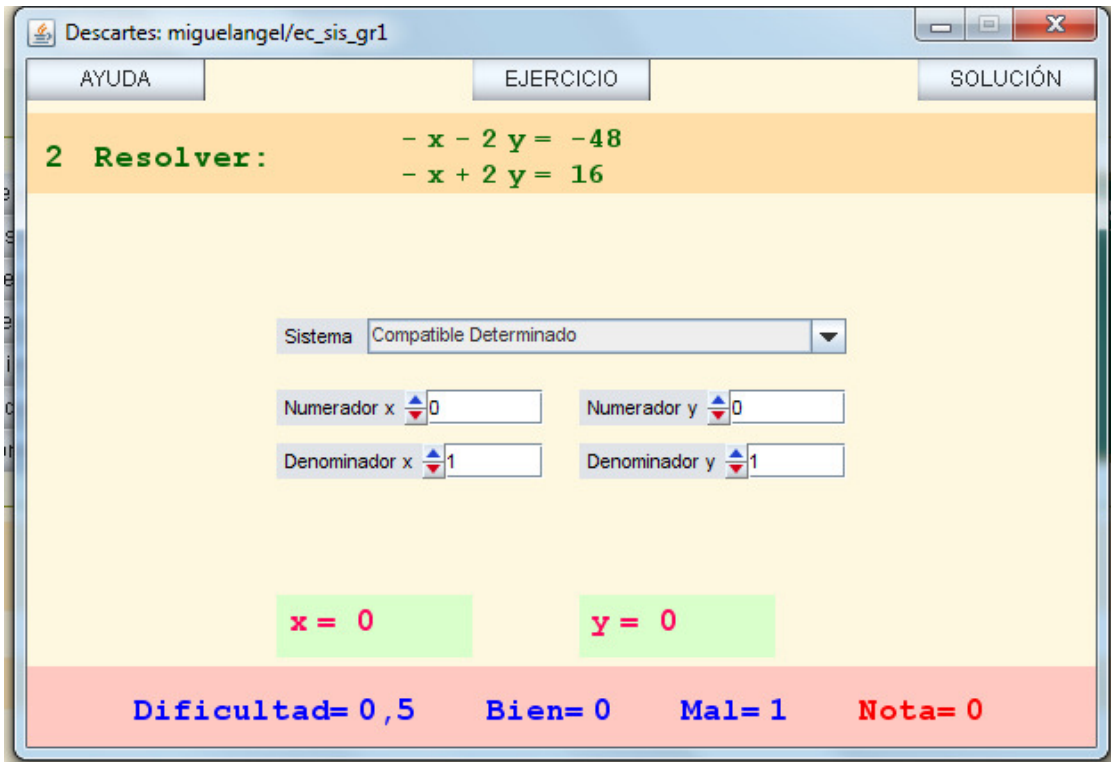 Descartes: miguelangel/ec_sis_gr1
AYUDA EJERCICIO SOLUCIÓN
- x - 2 y = -48
2 Resolver:
- x + 2 y = 16
Sistema Compatible Determinado
Numerador x 0 Numerador y 0
Denominador x 1 Denominador y 1
x = 0 y = 0
Dificultad= 0,5 Bien= 0 Mal= 1 Nota= 0